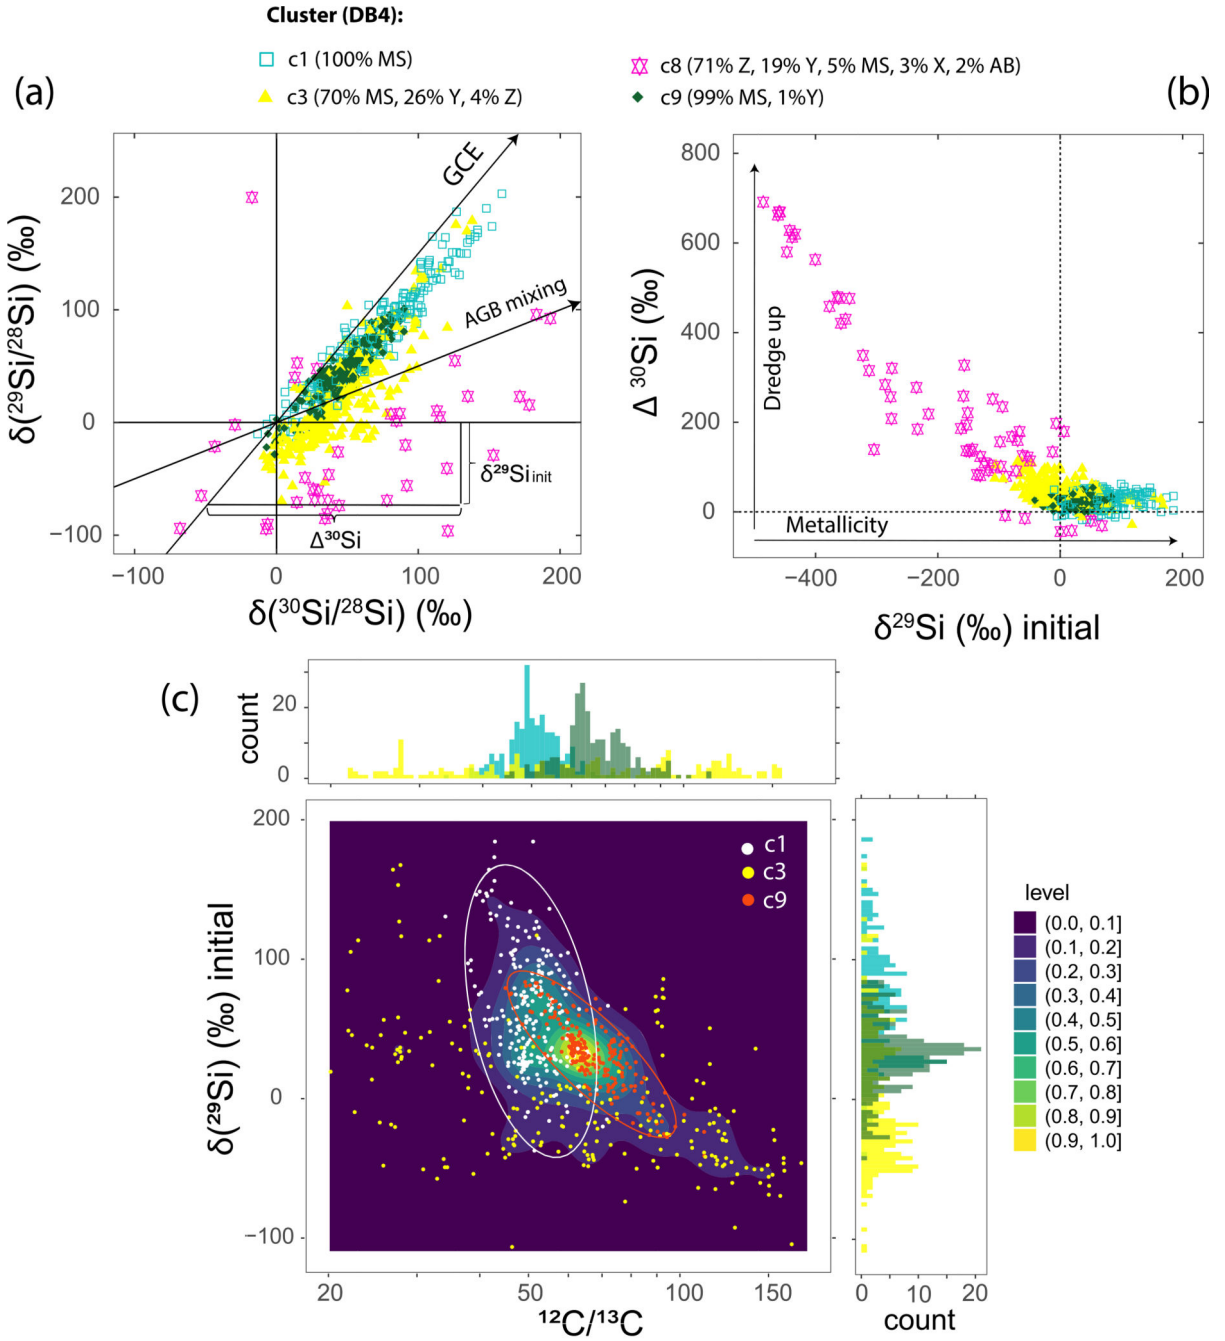 Cluster (DB4):
c1 (100% MS)
c8 (71% Z, 19% Y, 5% MS, 3% X, 2% AB)
c3 (70% MS, 26% Y, 4% Z)
c9 (99% MS, 1%Y)
(a)
δ(²⁹Si/²⁸Si) (‰)
200
100
0
−100
GCE
AGB mixing
δ²⁹Si init
Δ³⁰Si
−100
0
100
200
δ(³⁰Si/²⁸Si) (‰)
(b)
Δ ³⁰Si (‰)
800
600
400
200
0
Dredge up
Metallicity
−400
−200
0
200
δ²⁹Si (‰) initial
(c)
count
20
0
δ(²⁹Si) (‰) initial
200
100
0
−100
c1
c3
c9
20
50
100
150
¹²C/¹³C
0
10
20
count
level
(0.0, 0.1]
(0.1, 0.2]
(0.2, 0.3]
(0.3, 0.4]
(0.4, 0.5]
(0.5, 0.6]
(0.6, 0.7]
(0.7, 0.8]
(0.8, 0.9]
(0.9, 1.0]